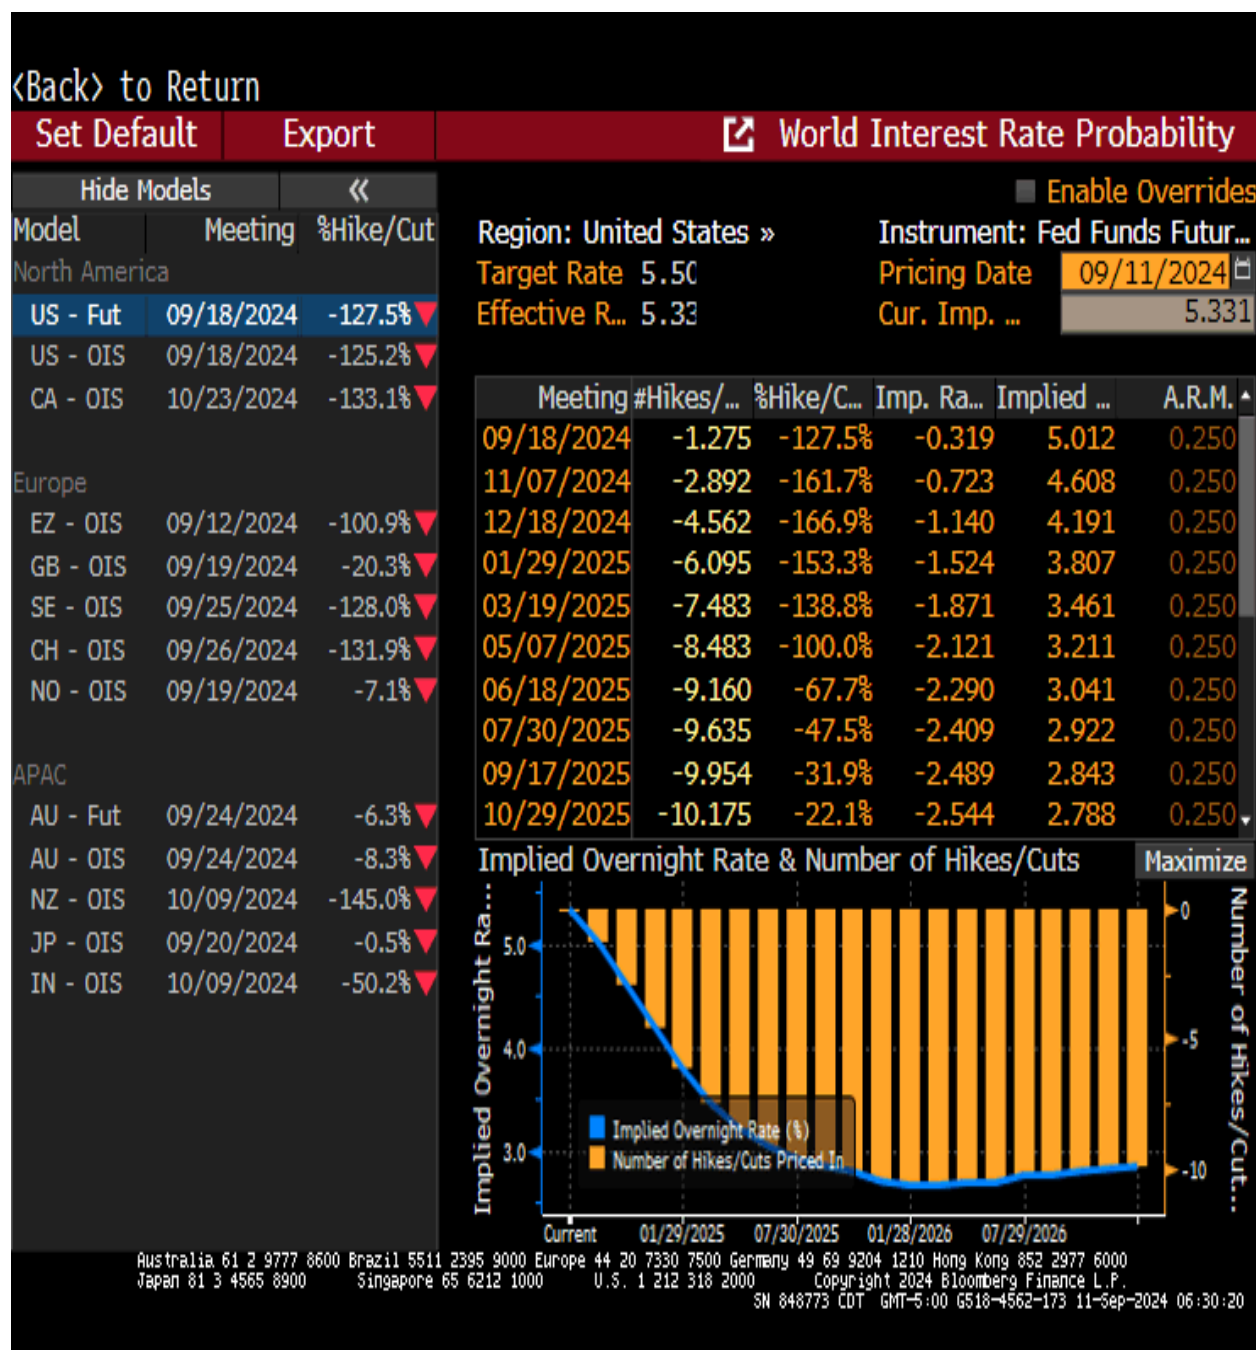 <Back> to Return
Set Default Export World Interest Rate Probability
Hide Models «
Enable Overrides
Model Meeting %Hike/Cut
Region: United States » Instrument: Fed Funds Futur...
North America
Target Rate 5.50 Pricing Date 09/11/2024
US - Fut 09/18/2024 -127.5%
Effective R... 5.33 Cur. Imp. ... 5.331
US - OIS 09/18/2024 -125.2%
CA - OIS 10/23/2024 -133.1%
Europe
EZ - OIS 09/12/2024 -100.9%
GB - OIS 09/19/2024 -20.3%
SE - OIS 09/25/2024 -128.0%
CH - OIS 09/26/2024 -131.9%
NO - OIS 09/19/2024 -7.1%
APAC
AU - Fut 09/24/2024 -6.3%
AU - OIS 09/24/2024 -8.3%
NZ - OIS 10/09/2024 -145.0%
JP - OIS 09/20/2024 -0.5%
IN - OIS 10/09/2024 -50.2%
Meeting #Hikes/... %Hike/C... Imp. Ra... Implied ... A.R.M.
09/18/2024 -1.275 -127.5% -0.319 5.012 0.250
11/07/2024 -2.892 -161.7% -0.723 4.608 0.250
12/18/2024 -4.562 -166.9% -1.140 4.191 0.250
01/29/2025 -6.095 -153.3% -1.524 3.807 0.250
03/19/2025 -7.483 -138.8% -1.871 3.461 0.250
05/07/2025 -8.483 -100.0% -2.121 3.211 0.250
06/18/2025 -9.160 -67.7% -2.290 3.041 0.250
07/30/2025 -9.635 -47.5% -2.409 2.922 0.250
09/17/2025 -9.954 -31.9% -2.489 2.843 0.250
10/29/2025 -10.175 -22.1% -2.544 2.788 0.250
Implied Overnight Rate & Number of Hikes/Cuts Maximize
Implied Overnight Ra...
5.0
4.0
3.0
Implied Overnight Rate (%)
Number of Hikes/Cuts Priced In
0
-5
-10
Number of Hikes/Cut...
Current 01/29/2025 07/30/2025 01/28/2026 07/29/2026
Australia 61 2 9777 8600 Brazil 5511 2395 9000 Europe 44 20 7330 7500 Germany 49 69 9204 1210 Hong Kong 852 2977 6000
Japan 81 3 4565 8900 Singapore 65 6212 1000 U.S. 1 212 318 2000 Copyright 2024 Bloomberg Finance L.P.
SN 848773 CDT GMT-5:00 G518-4562-173 11-Sep-2024 06:30:20